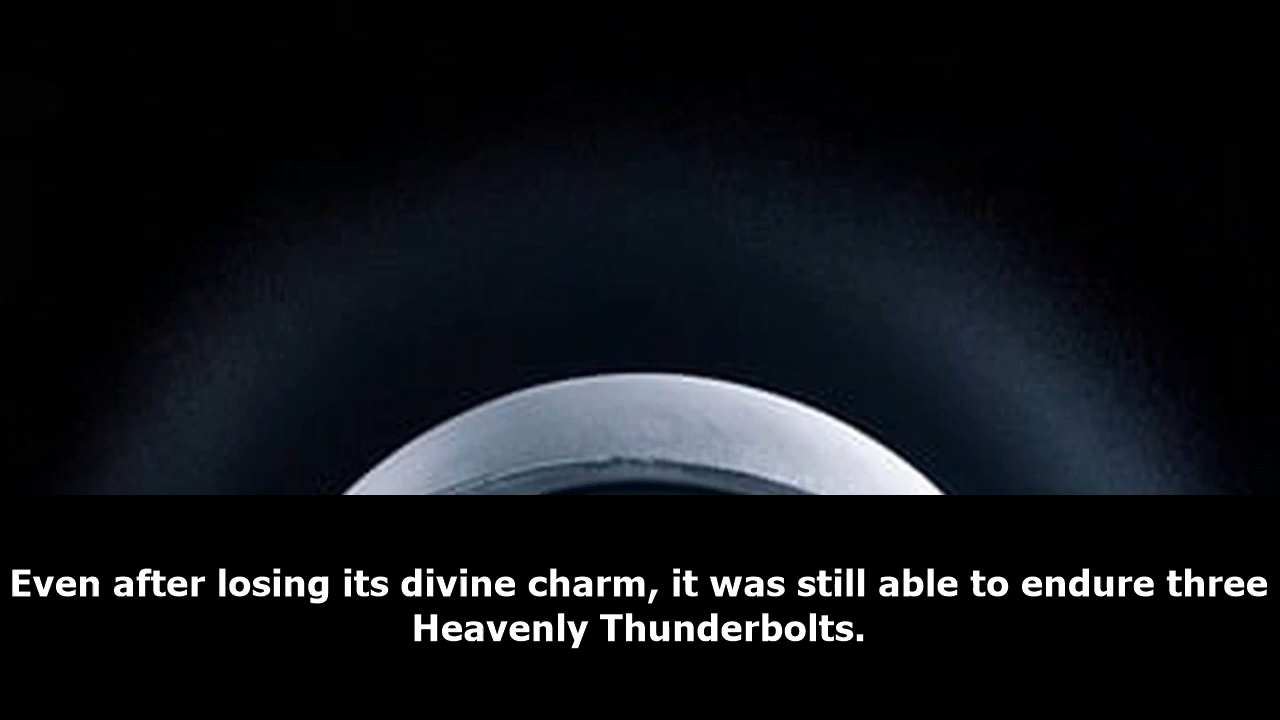 Even after losing its divine charm, it was still able to endure three
Heavenly Thunderbolts.